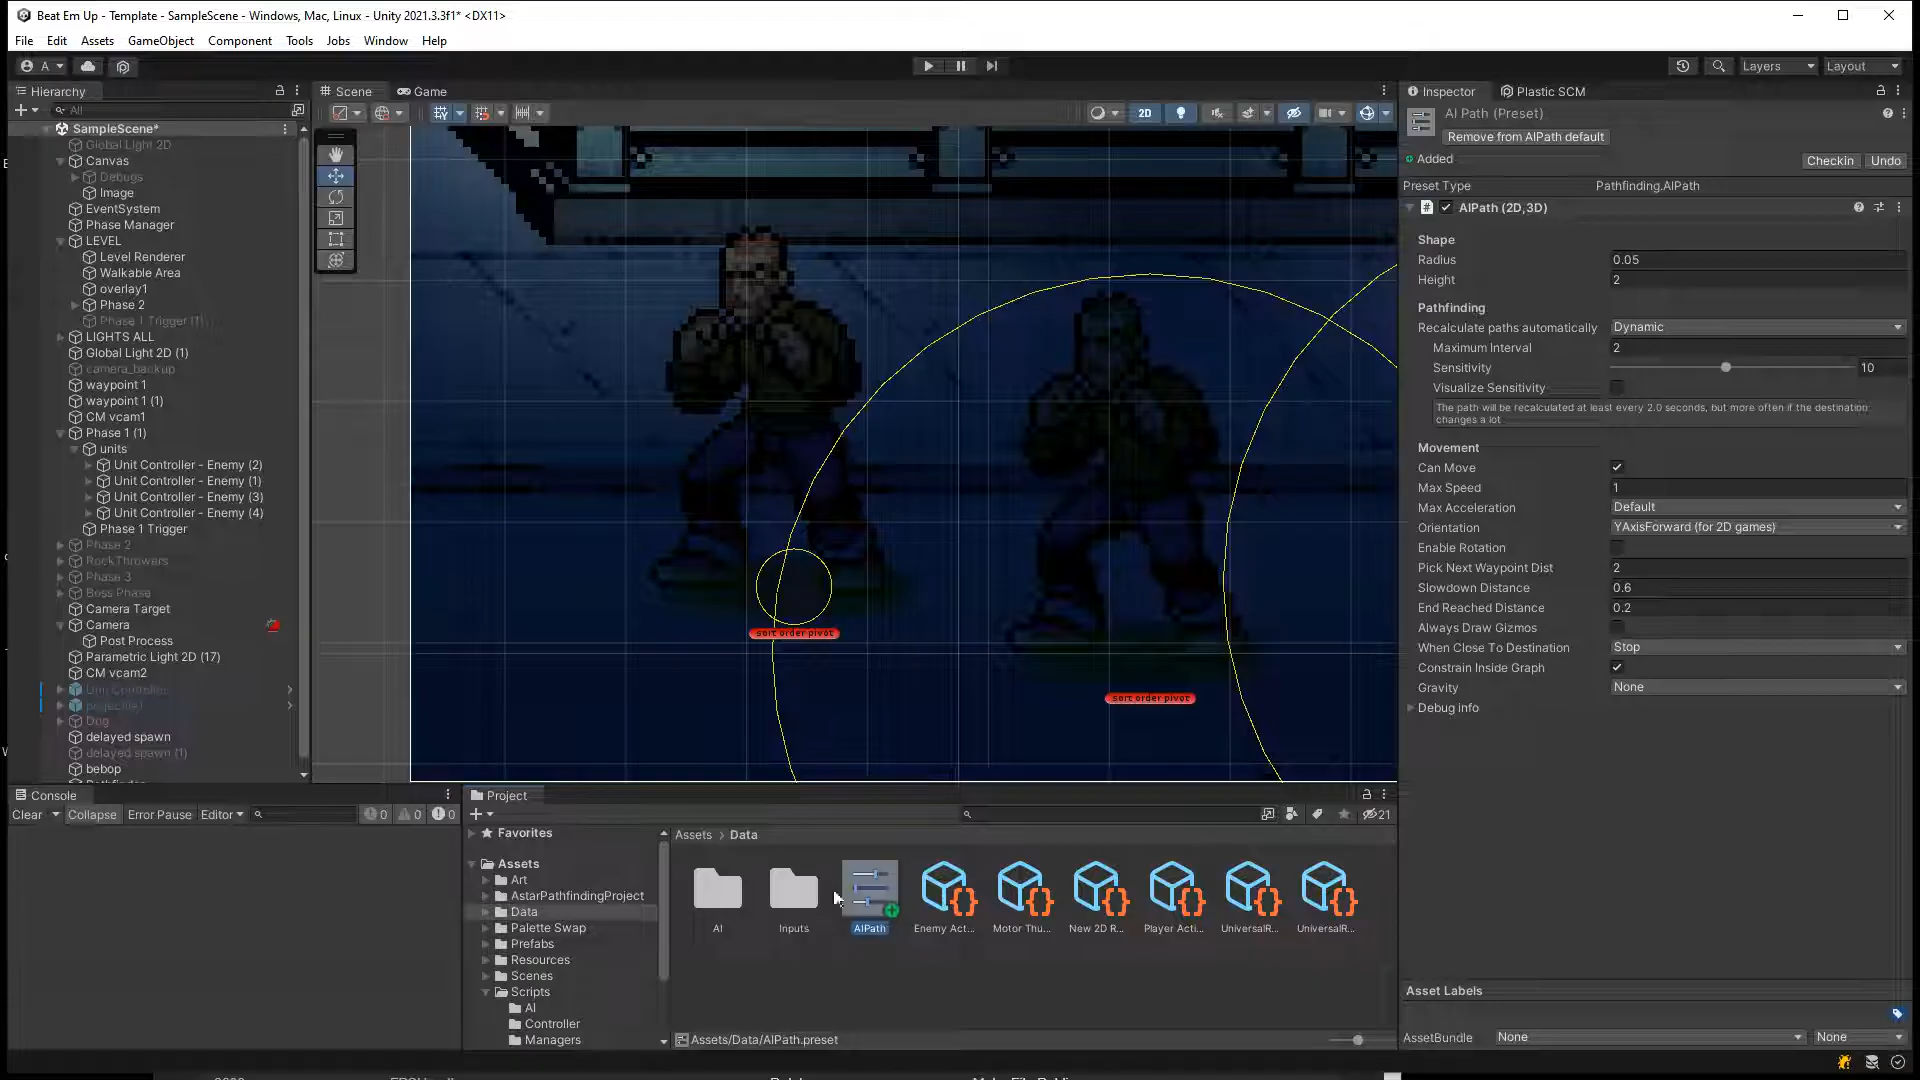 Beat Em Up - Template - SampleScene - Windows, Mac, Linux - Unity 2021.3.3f1* <DX11>
File Edit Assets GameObject Component Tools Jobs Window Help
A
Layers Layout
Hierarchy
All
SampleScene*
Global Light 2D
Canvas
Debugs
Image
EventSystem
Phase Manager
LEVEL
Level Renderer
Walkable Area
overlay1
Phase 2
Phase 1 Trigger (1)
LIGHTS ALL
Global Light 2D (1)
camera_backup
waypoint 1
waypoint 1 (1)
CM vcam1
Phase 1 (1)
units
Unit Controller - Enemy (2)
Unit Controller - Enemy (1)
Unit Controller - Enemy (3)
Unit Controller - Enemy (4)
Phase 1 Trigger
Phase 2
RockThrowers
Phase 3
Boss Phase
Camera Target
Camera
Post Process
Parametric Light 2D (17)
CM vcam2
Unit Controller
Dog
delayed spawn
delayed spawn (1)
bebop
Scene Game
2D
sort order pivot
sort order pivot
Inspector Plastic SCM
AI Path (Preset)
Remove from AIPath default
Added
Checkin Undo
Preset Type Pathfinding.AIPath
AIPath (2D,3D)
Shape
Radius 0.05
Height 2
Pathfinding
Recalculate paths automatically Dynamic
Maximum Interval 2
Sensitivity 10
Visualize Sensitivity
The path will be recalculated at least every 2.0 seconds, but more often if the destination
changes a lot
Movement
Can Move
Max Speed 1
Max Acceleration Default
Orientation YAxisForward (for 2D games)
Enable Rotation
Pick Next Waypoint Dist 2
Slowdown Distance 0.6
End Reached Distance 0.2
Always Draw Gizmos
When Close To Destination Stop
Constrain Inside Graph
Gravity None
Debug info
Asset Labels
AssetBundle None None
Console
Clear Collapse Error Pause Editor 0 0 0
Project
21
Favorites
Assets
Art
AstarPathfindingProject
Data
Palette Swap
Prefabs
Resources
Scenes
Scripts
AI
Controller
Managers
Assets > Data
AI Inputs AIPath Enemy Act... Motor Thu... New 2D R... Player Acti... UniversalR... UniversalR...
Assets/Data/AIPath.preset